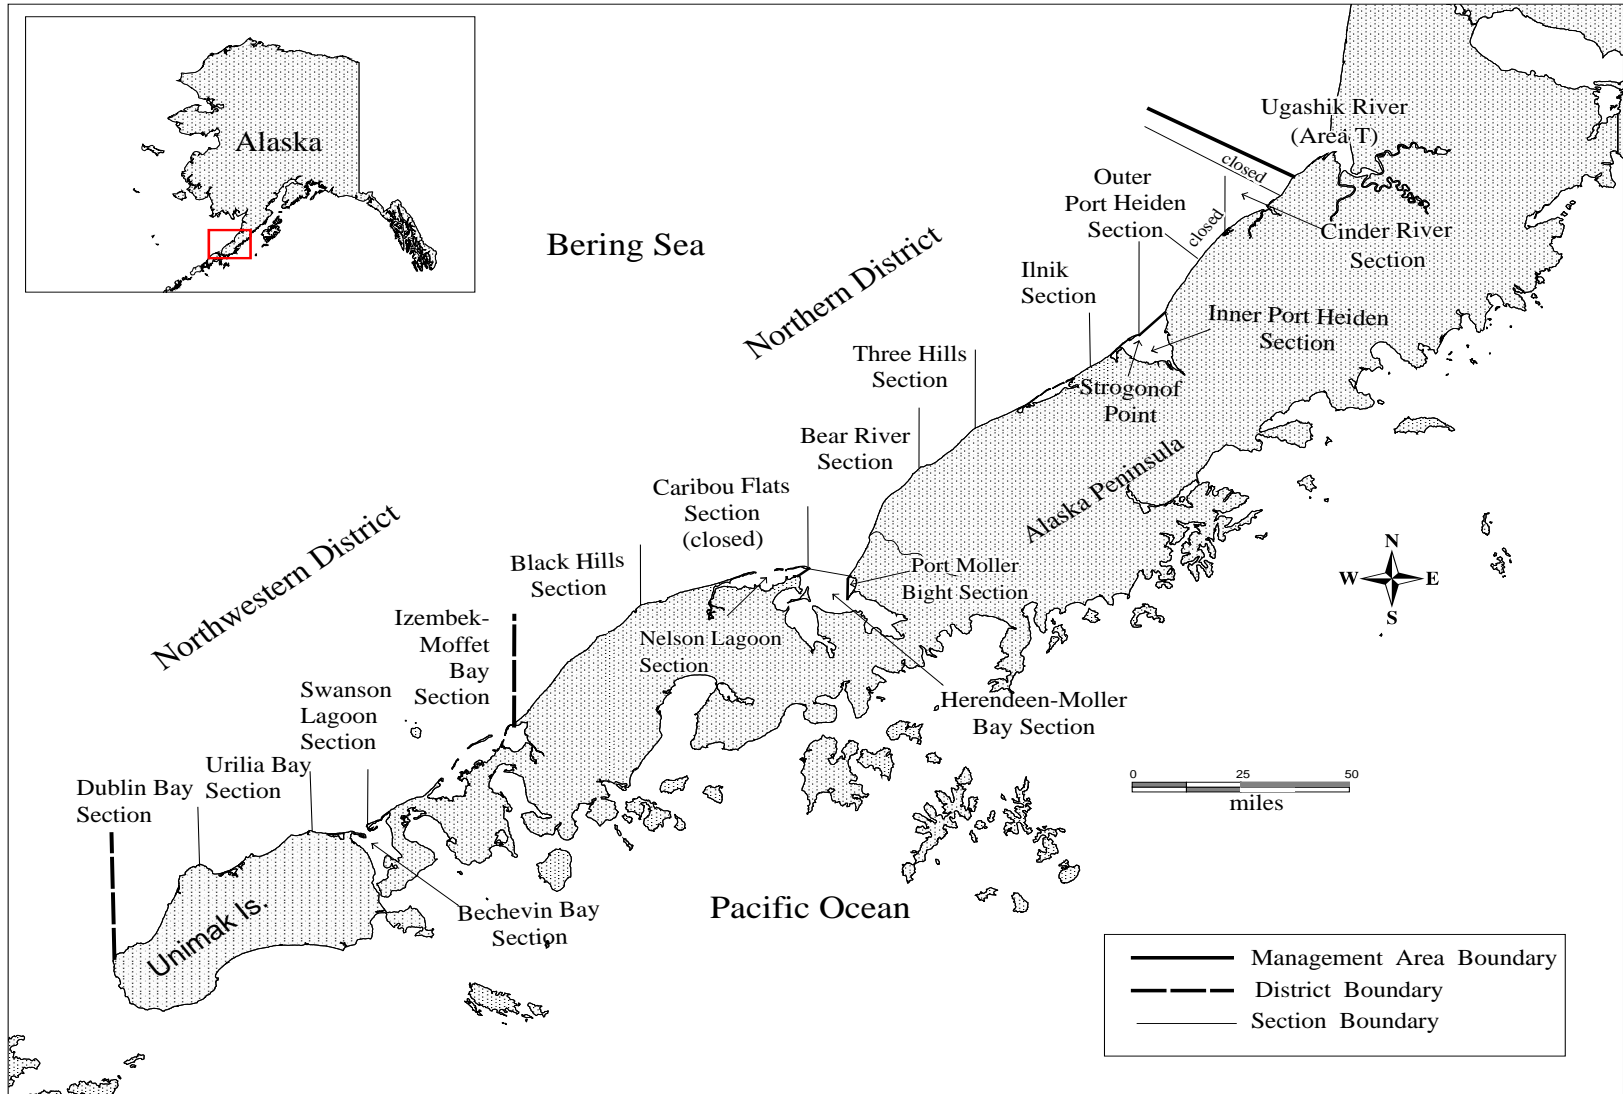 Alaska
Bering Sea
Ugashik River
(Area T)
closed
Outer
Port Heiden
Section
closed
Cinder River
Section
Northern District
Ilnik
Section
Inner Port Heiden
Section
Three Hills
Section
Strogonof
Point
Bear River
Section
Alaska Peninsula
Caribou Flats
Section
(closed)
Northwestern District
Black Hills
Section
Port Moller
Bight Section
N
W
E
S
Izembek-
Moffet
Bay
Section
Nelson Lagoon
Section
Swanson
Lagoon
Section
Herendeen-Moller
Bay Section
Urilia Bay
Section
Dublin Bay
Section
0
25
50
miles
Unimak Is.
Bechevin Bay
Section
Pacific Ocean
Management Area Boundary
District Boundary
Section Boundary